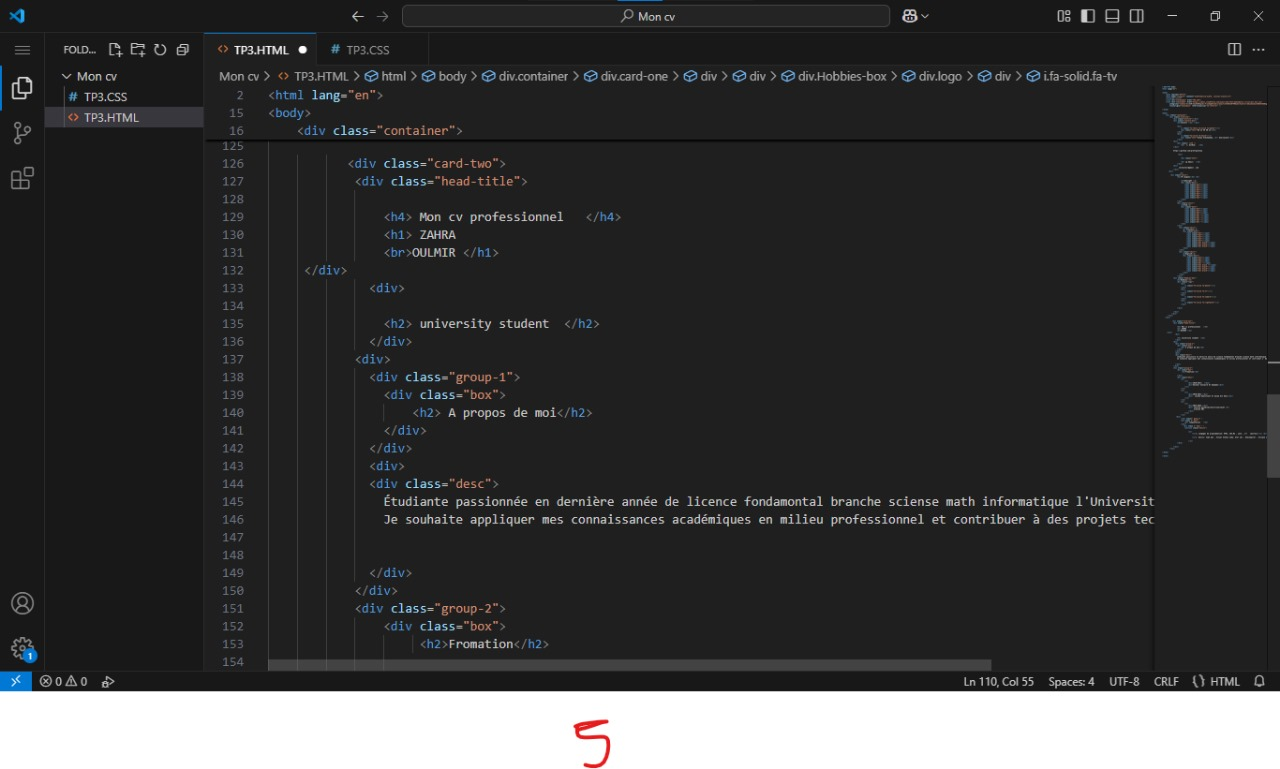 Mon cv
FOLD...
TP3.HTML
TP3.CSS
Mon cv
TP3.CSS
TP3.HTML
Mon cv > TP3.HTML > html > body > div.container > div.card-one > div > div > div.Hobbies-box > div.logo > div > i.fa-solid.fa-tv
2 <html lang="en">
15 <body>
16 <div class="container">
125
126 <div class="card-two">
127 <div class="head-title">
128
129 <h4> Mon cv professionnel </h4>
130 <h1> ZAHRA
131 <br>OULMIR </h1>
132 </div>
133 <div>
134
135 <h2> university student </h2>
136 </div>
137 <div>
138 <div class="group-1">
139 <div class="box">
140 <h2> A propos de moi</h2>
141 </div>
142 </div>
143 <div>
144 <div class="desc">
145 Étudiante passionnée en dernière année de licence fondamontal branche sciense math informatique l'Universit
146 Je souhaite appliquer mes connaissances académiques en milieu professionnel et contribuer à des projets tec
147
148
149 </div>
150 </div>
151 <div class="group-2">
152 <div class="box">
153 <h2>Fromation</h2>
154
1
0 0
Ln 110, Col 55 Spaces: 4 UTF-8 CRLF {} HTML
5